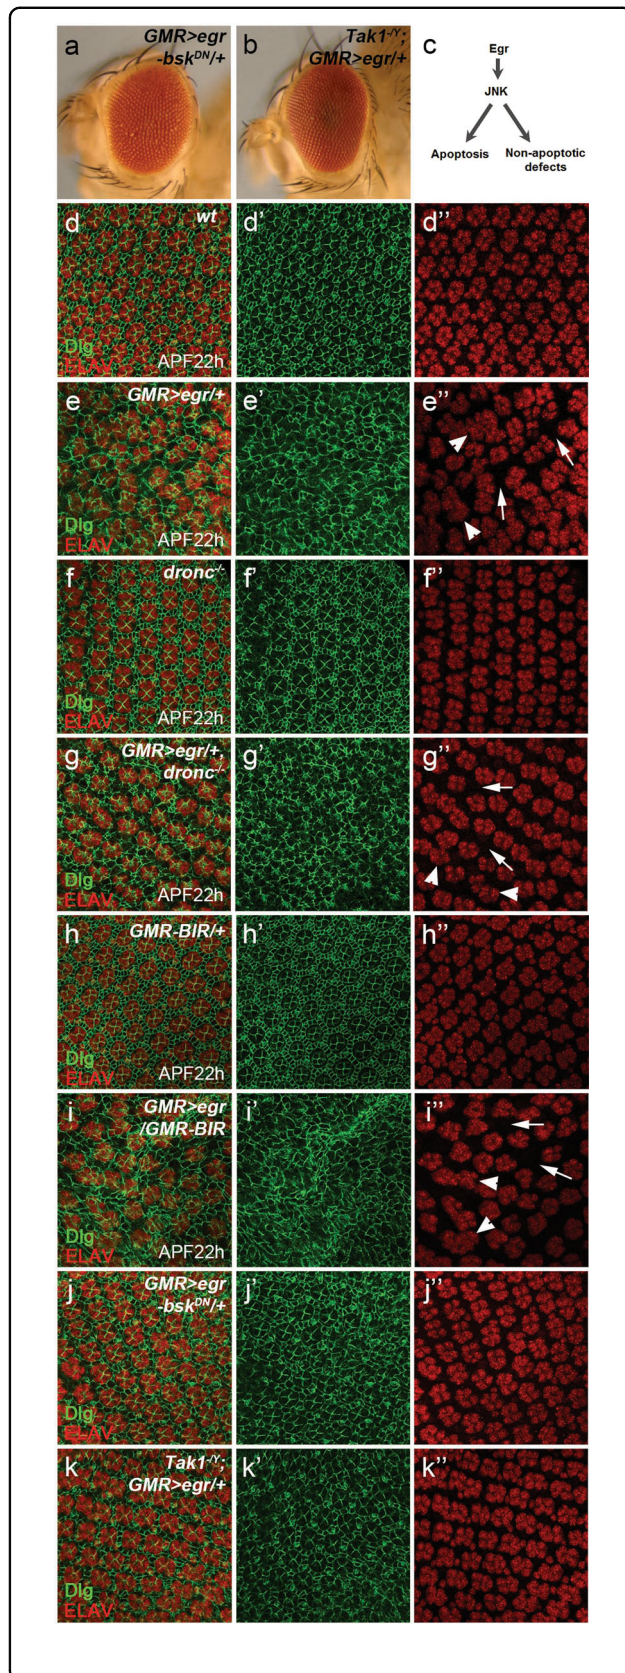 a
GMR>egr
-bskDN/+
b
Tak1-/Y;
GMR>egr/+
c
Egr
JNK
Apoptosis
Non-apoptotic
defects
d
wt
Dlg
ELAV
APF22h
d’
d’’
e
GMR>egr/+
Dlg
ELAV
APF22h
e’
e’’
f
dronc-/-
Dlg
ELAV
APF22h
f’
f’’
g
GMR>egr/+,
dronc-/-
Dlg
ELAV
APF22h
g’
g’’
h
GMR-BIR/+
Dlg
ELAV
APF22h
h’
h’’
i
GMR>egr
/GMR-BIR
Dlg
ELAV
APF22h
i’
i’’
j
GMR>egr
-bskDN/+
Dlg
ELAV
j’
j’’
k
Tak1-/Y;
GMR>egr/+
Dlg
ELAV
k’
k’’